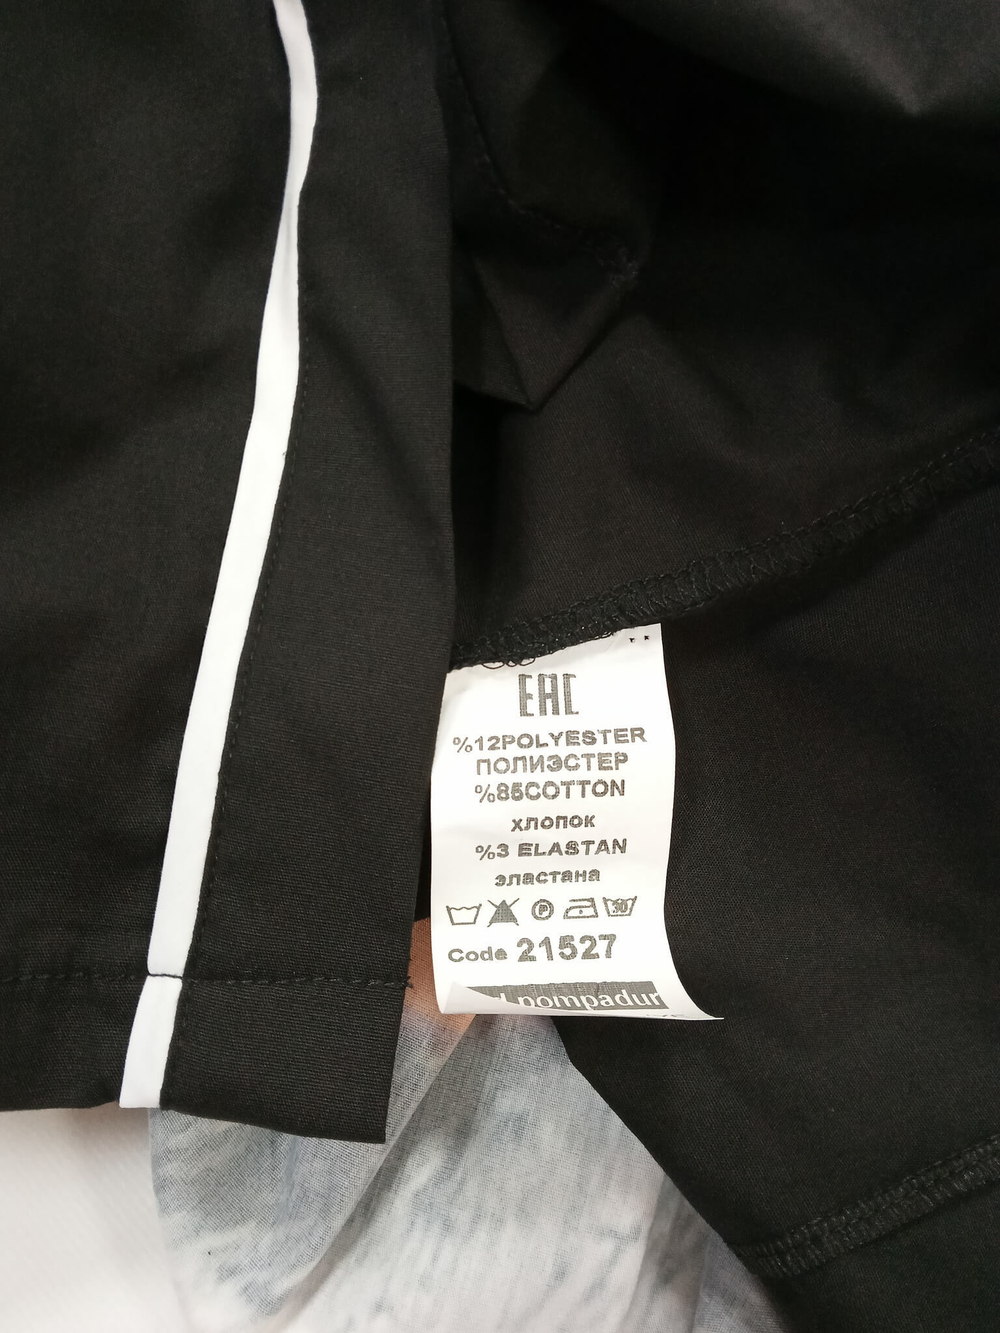 EAC
%12POLYESTER
ПОЛИЭСТЕР
%85COTTON
хлопок
%3 ELASTAN
эластана
P 30
Code 21527
pompadur